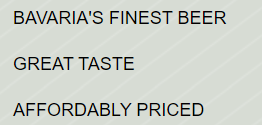 BAVARIA'S FINEST BEER
GREAT TASTE
AFFORDABLY PRICED